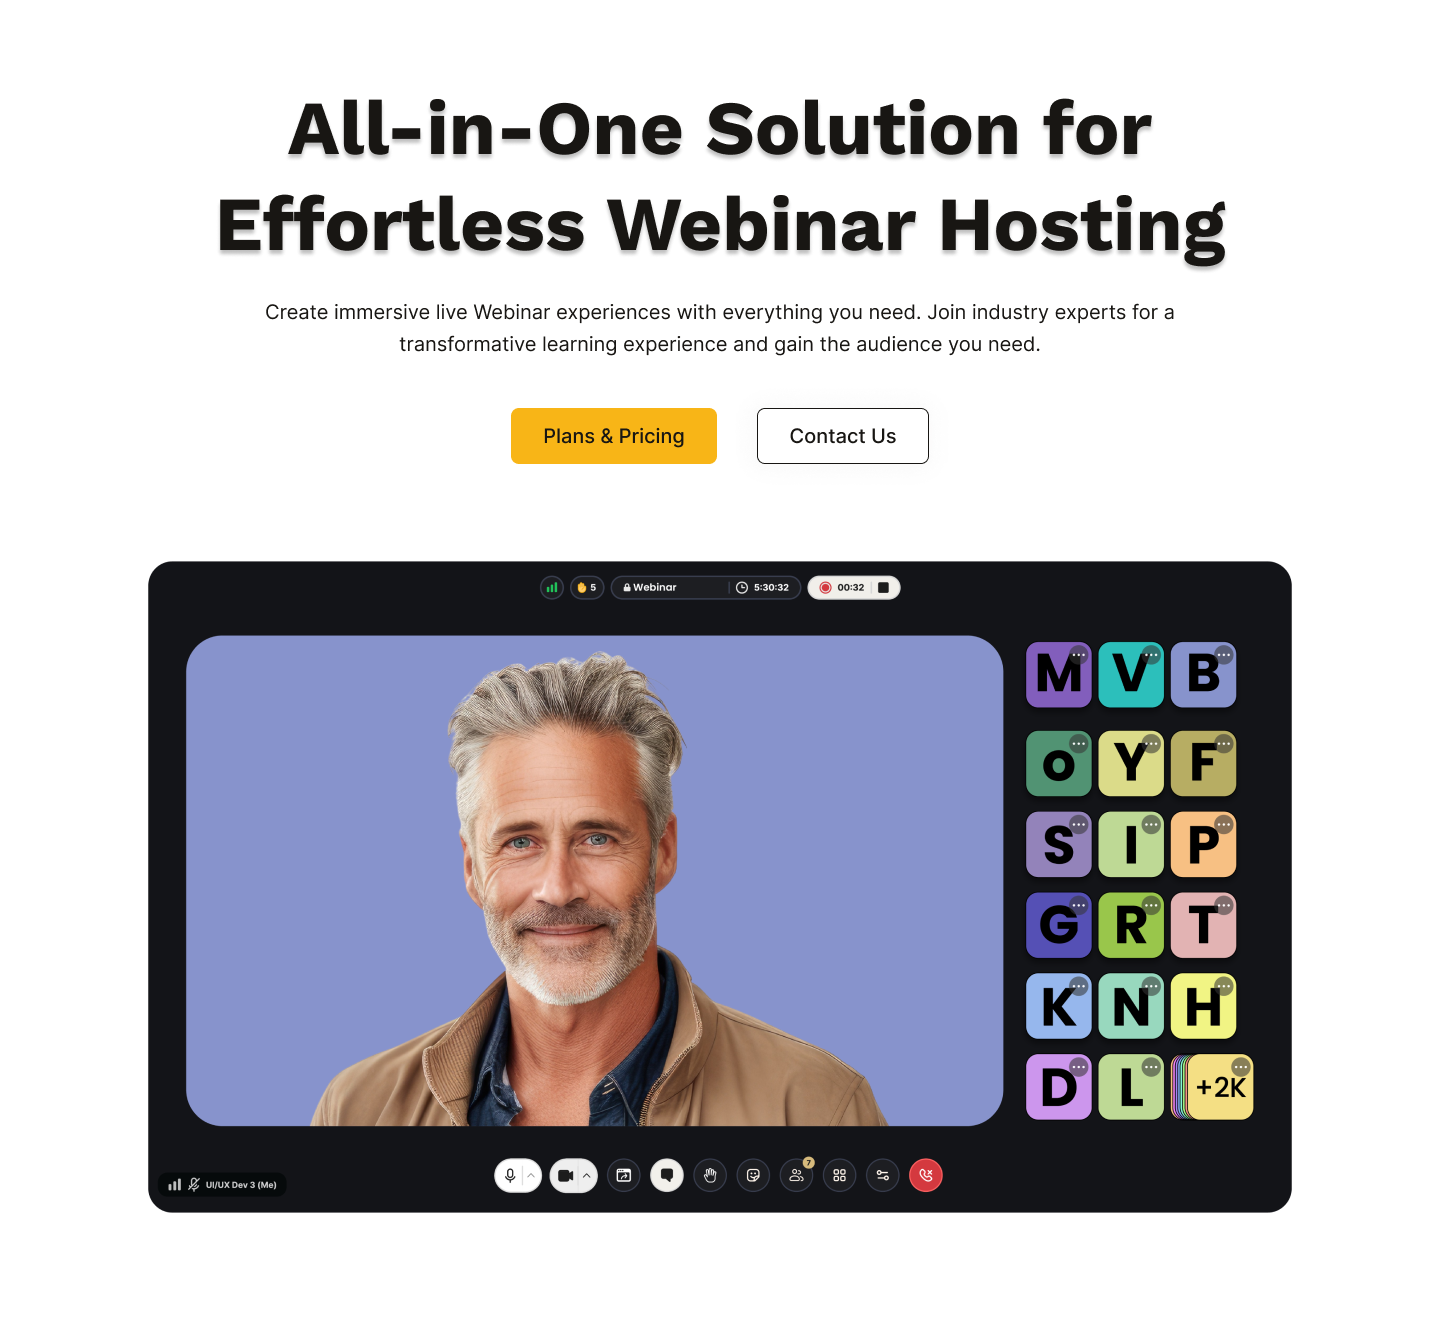 All-in-One Solution for
Effortless Webinar Hosting
Create immersive live Webinar experiences with everything you need. Join industry experts for a
transformative learning experience and gain the audience you need.
Plans & Pricing
Contact Us
5
Webinar
5:30:32
00:32
M V B
o Y F
S I P
G R T
K N H
D L +2K
7
UI/UX Dev 3 (Me)